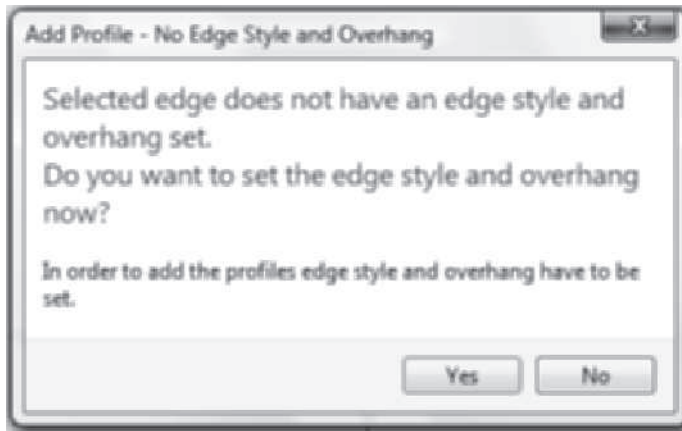 Add Profile - No Edge Style and Overhang
Selected edge does not have an edge style and
overhang set.
Do you want to set the edge style and overhang
now?
In order to add the profiles edge style and overhang have to be
set.
Yes No